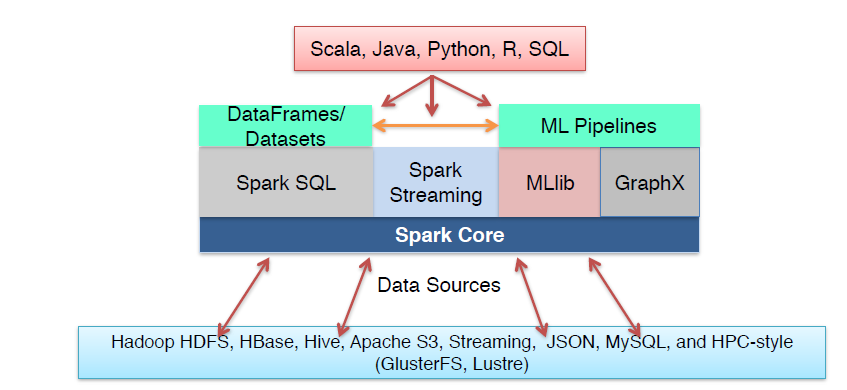 Scala, Java, Python, R, SQL
DataFrames/
Datasets
ML Pipelines
Spark SQL
Spark
Streaming
MLlib
GraphX
Spark Core
Data Sources
Hadoop HDFS, HBase, Hive, Apache S3, Streaming, JSON, MySQL, and HPC-style
(GlusterFS, Lustre)